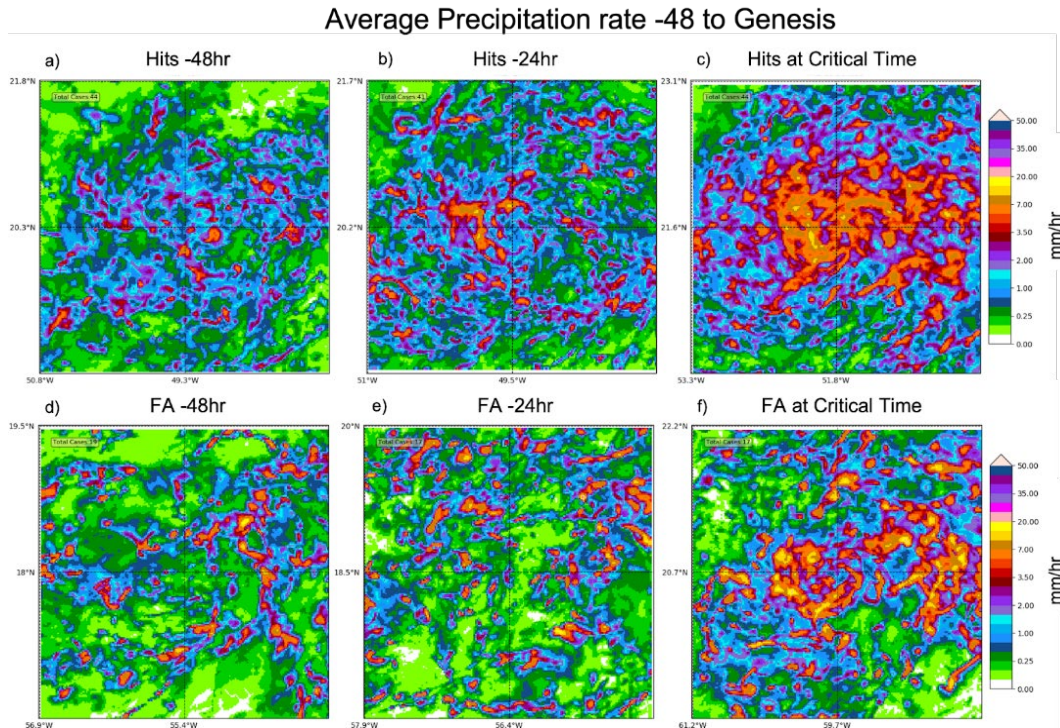 Average Precipitation rate -48 to Genesis
a) Hits -48hr
b) Hits -24hr
c) Hits at Critical Time
21.8°N
Total Cases 44
20.3°N
50.8°W
49.3°W
21.7°N
Total Cases 41
20.2°N
51°W
49.5°W
23.1°N
Total Cases 44
21.6°N
53.3°W
51.8°W
50.00
35.00
20.00
7.00
3.50
2.00
1.00
0.25
0.00
mm/hr
d) FA -48hr
e) FA -24hr
f) FA at Critical Time
19.5°N
Total Cases 19
18°N
56.9°W
55.4°W
20°N
Total Cases 17
18.5°N
57.9°W
56.4°W
22.2°N
Total Cases 17
20.7°N
61.2°W
59.7°W
50.00
35.00
20.00
7.00
3.50
2.00
1.00
0.25
0.00
mm/hr